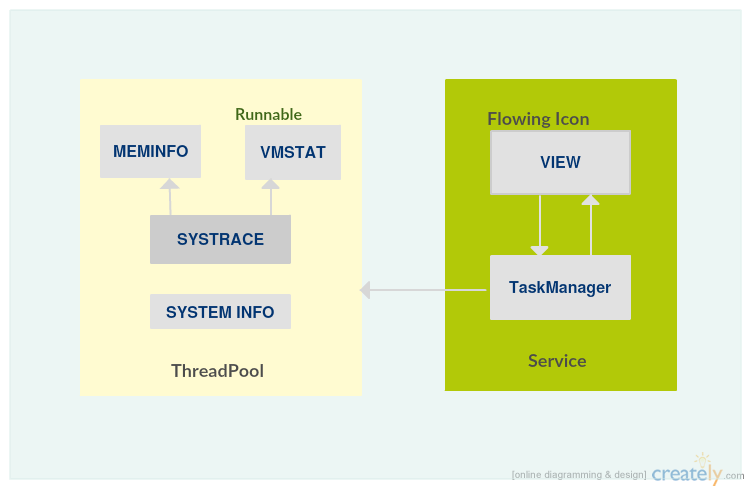 Runnable
MEMINFO
VMSTAT
SYSTRACE
SYSTEM INFO
ThreadPool
Flowing Icon
VIEW
TaskManager
Service
[online diagramming & design] creately.com